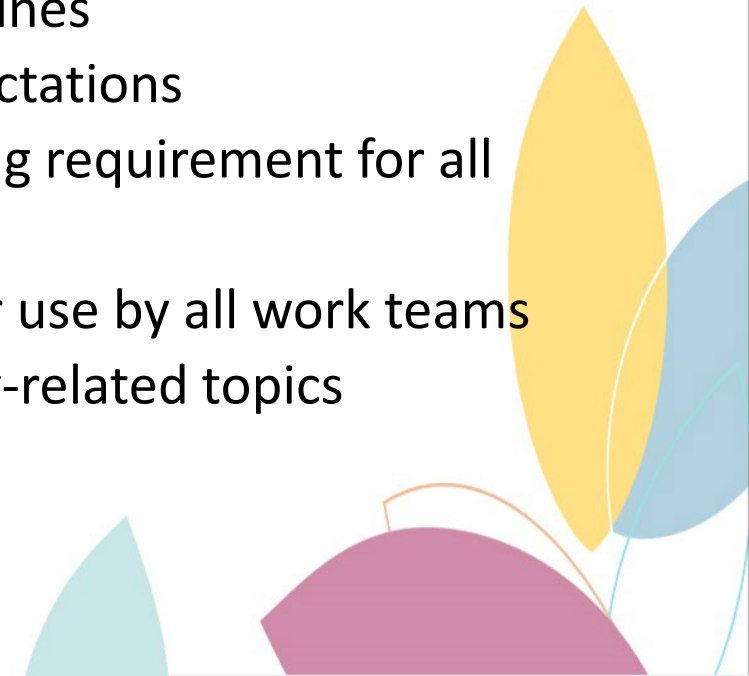 ines
ctations
g requirement for all
r use by all work teams
-related topics